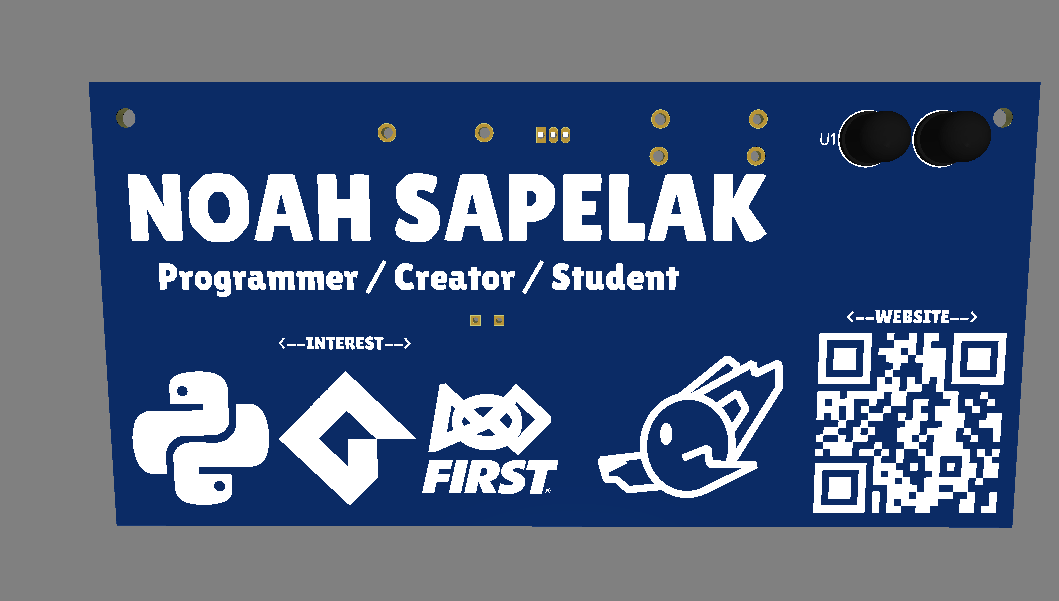 U1
NOAH SAPELAK
Programmer / Creator / Student
<--WEBSITE-->
<--INTEREST-->
FIRST®